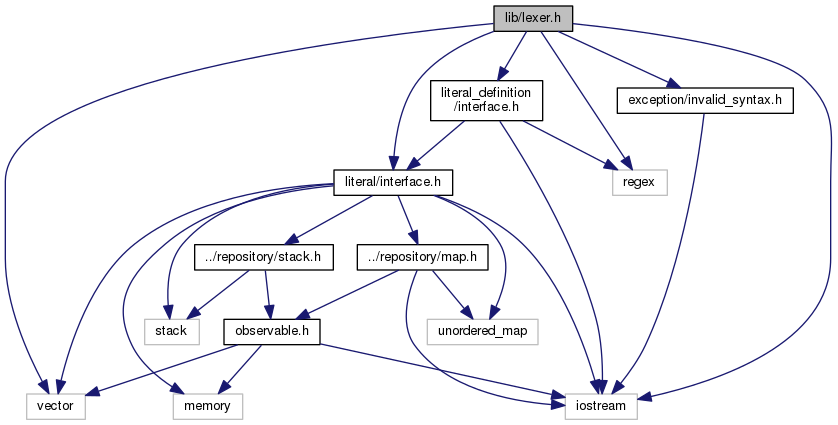 lib/lexer.h
literal_definition
/interface.h
exception/invalid_syntax.h
literal/interface.h
regex
../repository/stack.h
../repository/map.h
stack
observable.h
unordered_map
vector
memory
iostream